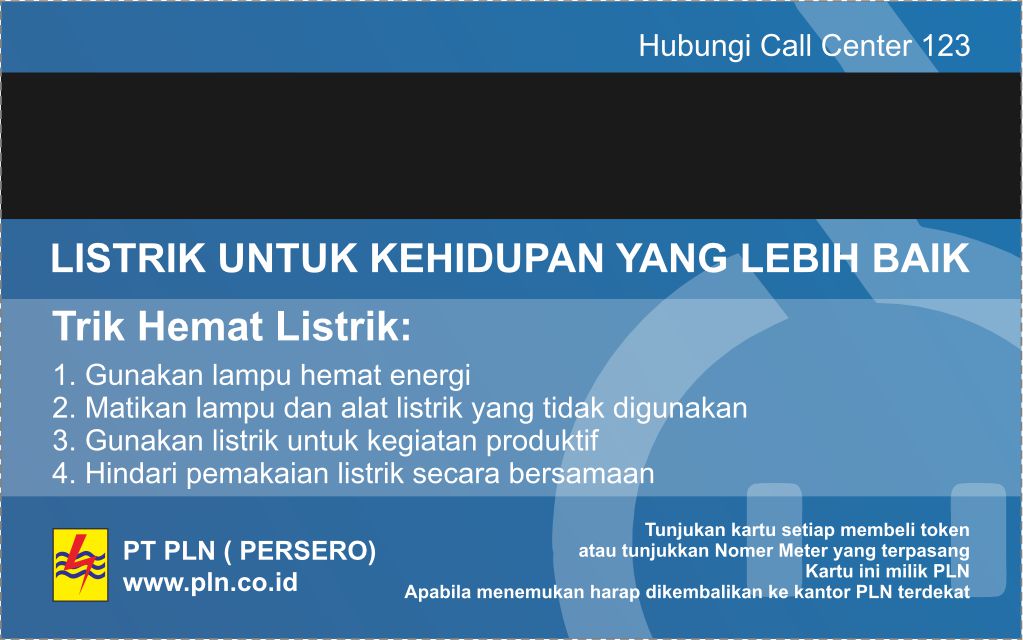 Hubungi Call Center 123
LISTRIK UNTUK KEHIDUPAN YANG LEBIH BAIK
Trik Hemat Listrik:
1. Gunakan lampu hemat energi
2. Matikan lampu dan alat listrik yang tidak digunakan
3. Gunakan listrik untuk kegiatan produktif
4. Hindari pemakaian listrik secara bersamaan
PT PLN ( PERSERO)
www.pln.co.id
Tunjukan kartu setiap membeli token
atau tunjukkan Nomer Meter yang terpasang
Kartu ini milik PLN
Apabila menemukan harap dikembalikan ke kantor PLN terdekat